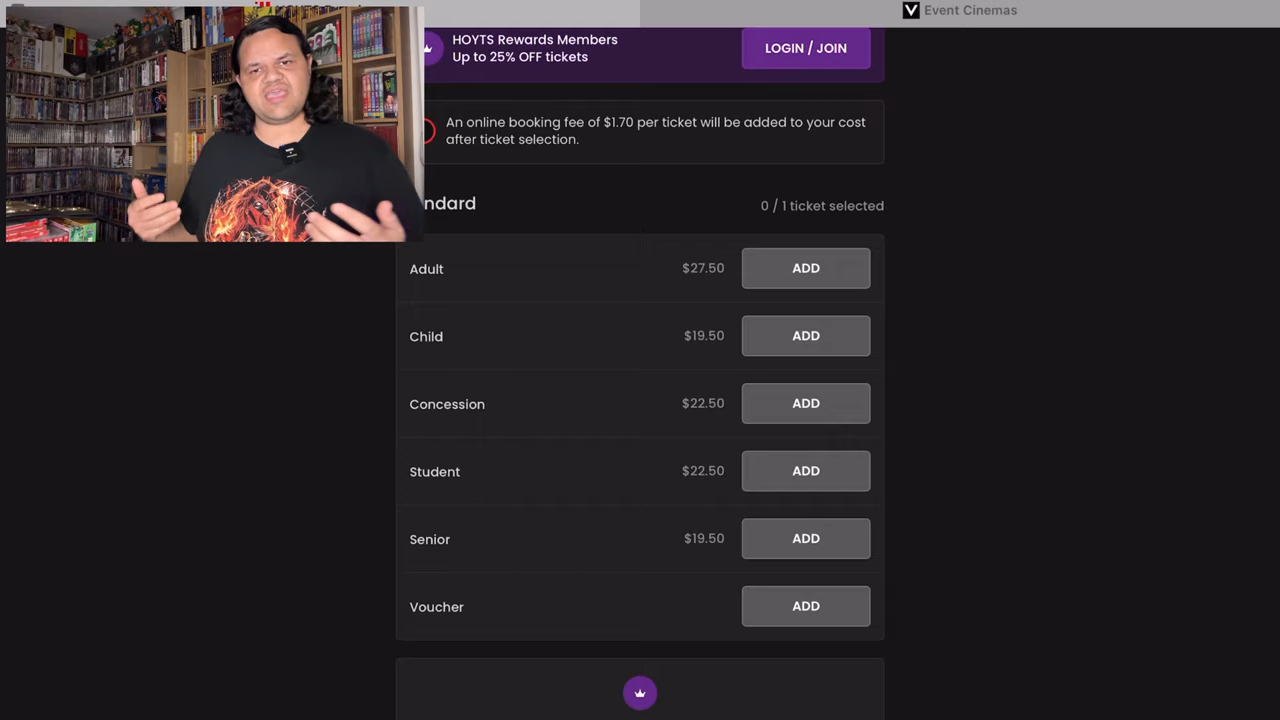 Event Cinemas
HOYTS Rewards Members
Up to 25% OFF tickets
LOGIN / JOIN
An online booking fee of $1.70 per ticket will be added to your cost
after ticket selection.
ndard
0 / 1 ticket selected
Adult $27.50 ADD
Child $19.50 ADD
Concession $22.50 ADD
Student $22.50 ADD
Senior $19.50 ADD
Voucher ADD